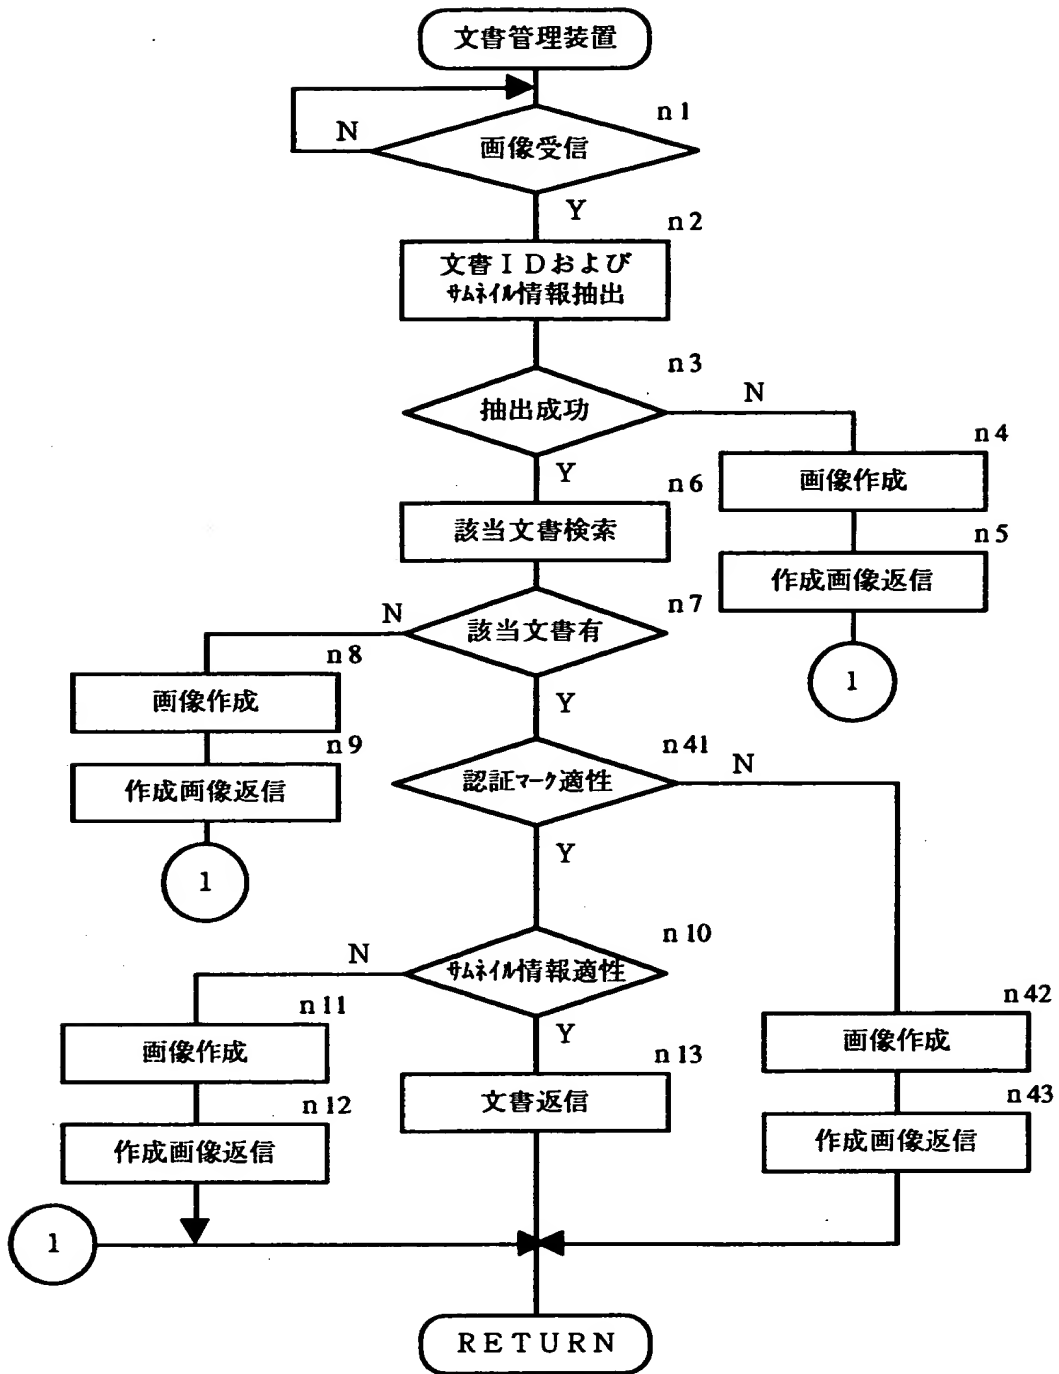 文書管理装置
n1
N
画像受信
Y
n2
文書IDおよび
ｻﾑﾈｲﾙ情報抽出
n3
N
抽出成功
n4
Y
画像作成
n6
該当文書検索
n5
作成画像返信
n7
N
該当文書有
n8
1
画像作成
Y
n9
n41
N
作成画像返信
認証ﾏｰｸ適性
Y
1
n10
N
ｻﾑﾈｲﾙ情報適性
n11
n42
Y
画像作成
画像作成
n13
n12
文書返信
n43
作成画像返信
作成画像返信
1
RETURN